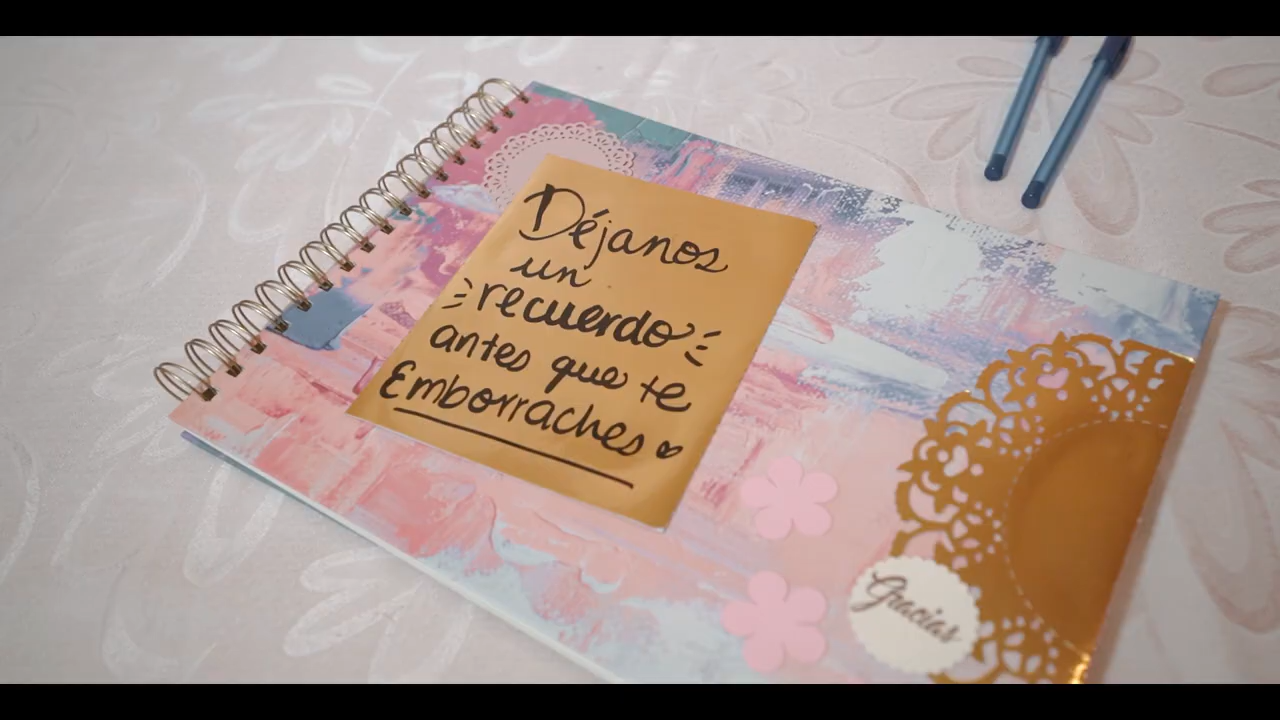 Déjanos
un
recuerdo
antes que te
Emborraches
Gracias